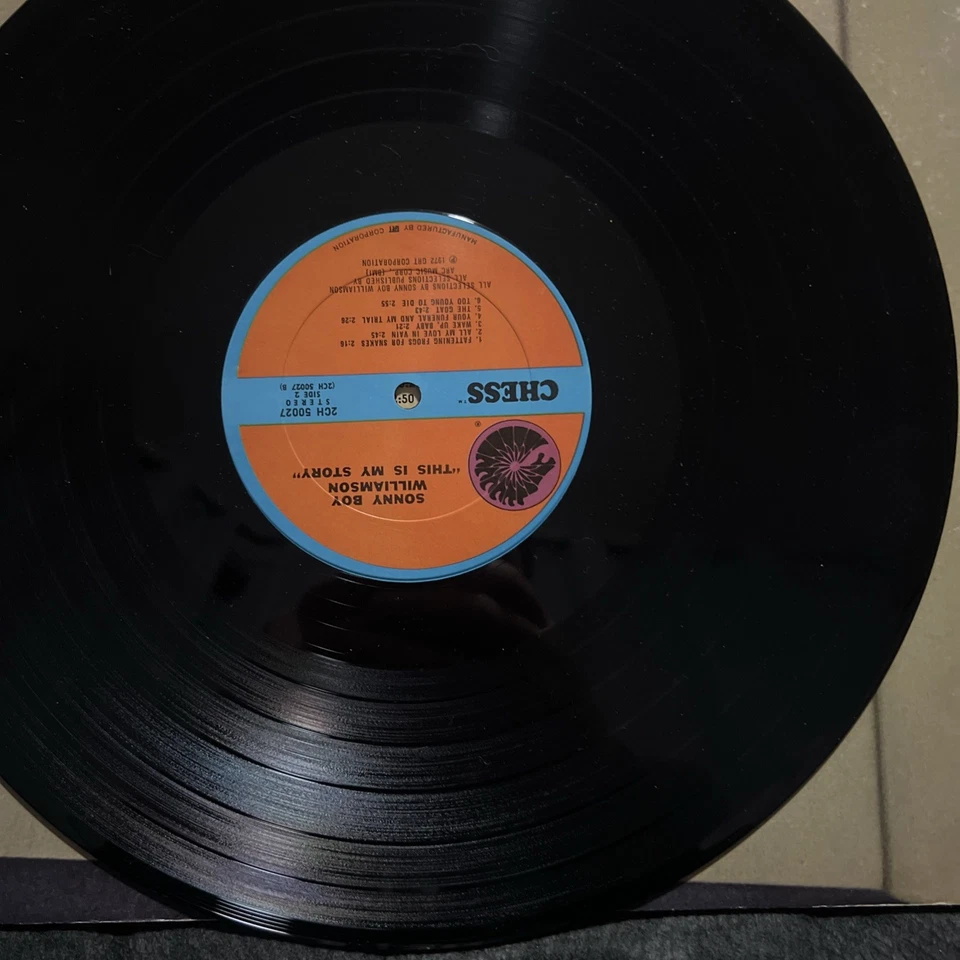 SONNY BOY
WILLIAMSON
"THIS IS MY STORY"
®
CHESS™
2CH 50027
STEREO
SIDE 2
(2CH 50027 B)
:50
1. FATTENING FROGS FOR SNAKES 2:16
2. ALL MY LOVE IN VAIN 2:45
3. WAKE UP, BABY 2:21
4. YOUR FUNERAL AND MY TRIAL 2:26
5. THE GOAT 2:43
6. TOO YOUNG TO DIE 2:55
ALL SELECTIONS BY SONNY BOY WILLIAMSON
ALL SELECTIONS PUBLISHED BY
ARC MUSIC CORP., (BMI)
℗ 1972 GRT CORPORATION
MANUFACTURED BY GRT CORPORATION